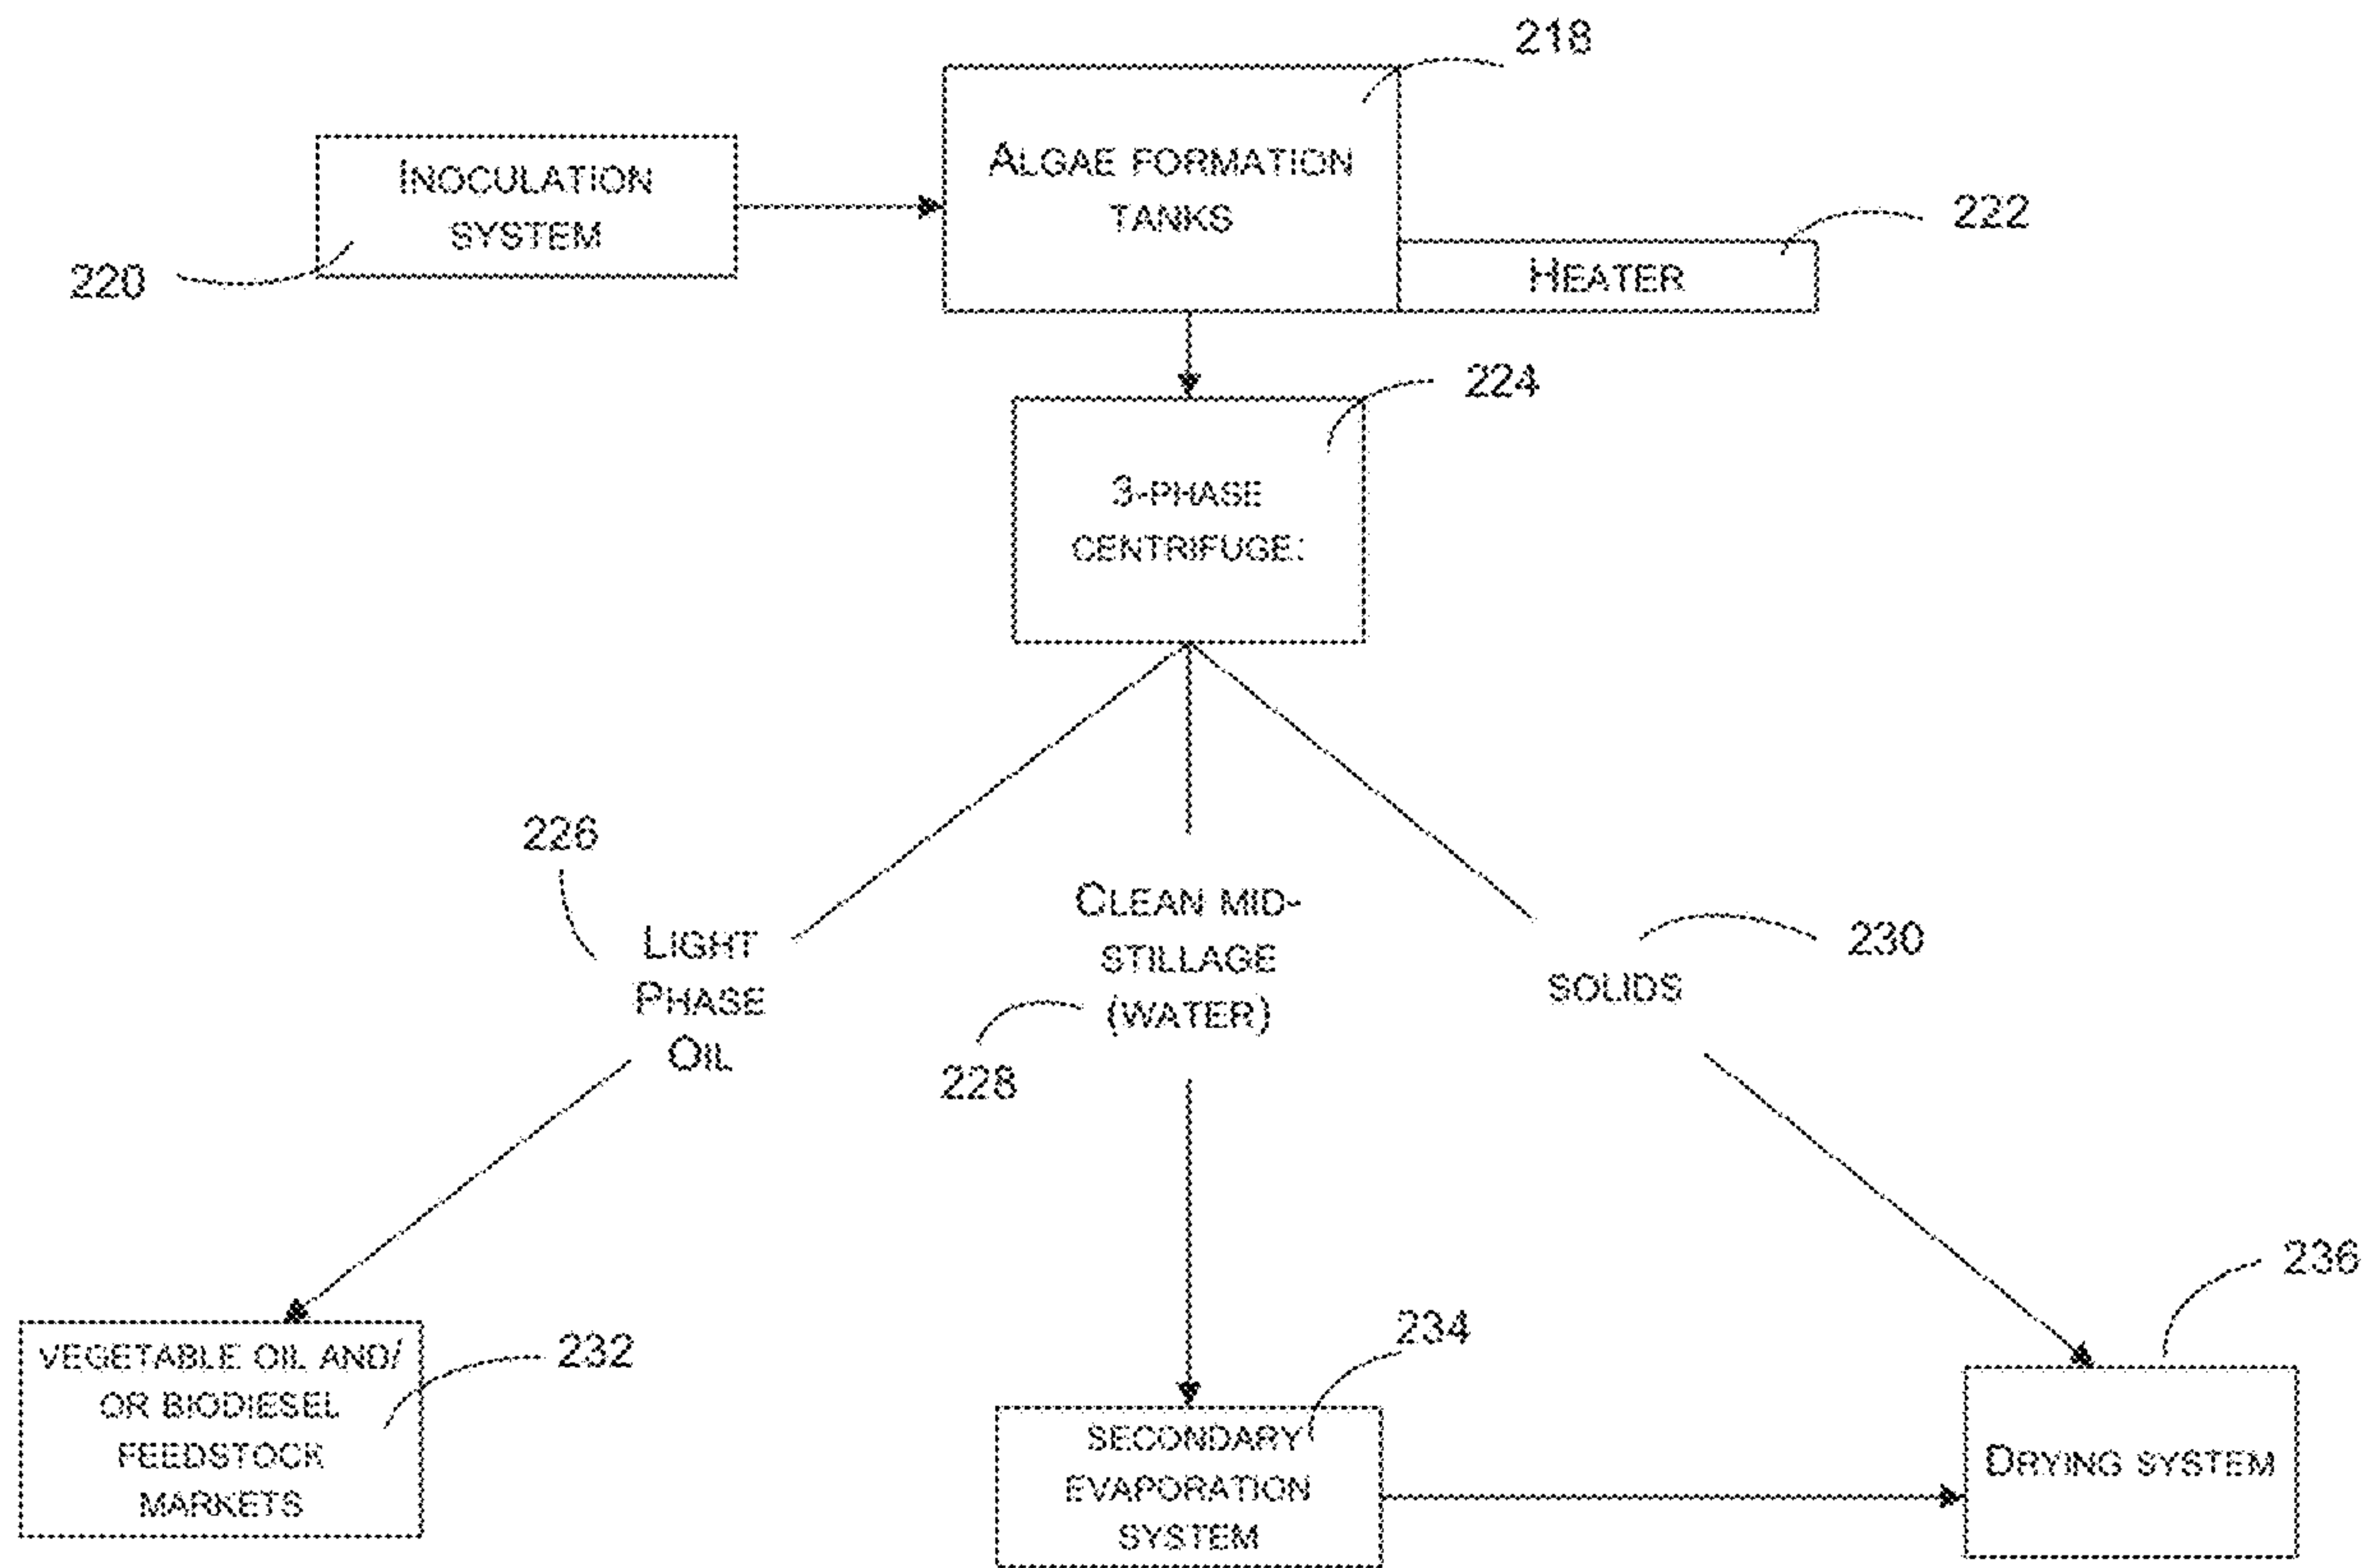 218
INOCULATION
SYSTEM
220
ALGAE FORMATION
TANKS
222
HEATER
224
3-PHASE
CENTRIFUGE:
226
LIGHT
PHASE
OIL
CLEAN MID-
STILLAGE
(WATER)
228
230
SOLIDS
VEGETABLE OIL AND/
OR BIODIESEL
FEEDSTOCK
MARKETS
232
234
SECONDARY
EVAPORATION
SYSTEM
236
DRYING SYSTEM